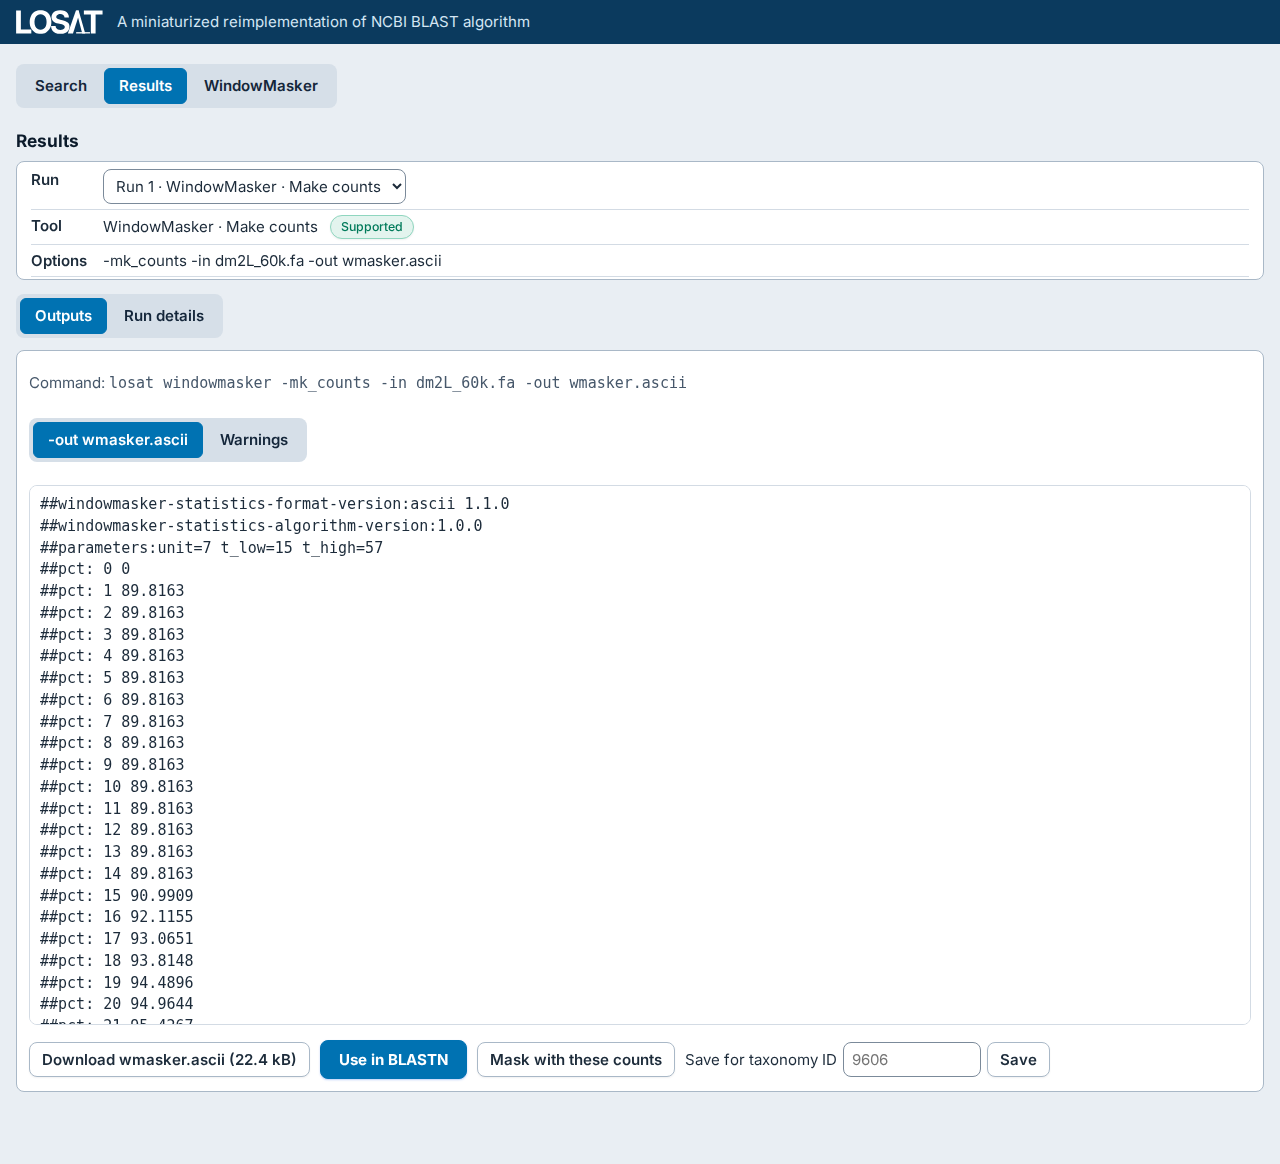 LOSAT A miniaturized reimplementation of NCBI BLAST algorithm
Search Results WindowMasker
Results
Run Run 1 · WindowMasker · Make counts
Tool WindowMasker · Make counts Supported
Options -mk_counts -in dm2L_60k.fa -out wmasker.ascii
Outputs Run details
Command: losat windowmasker -mk_counts -in dm2L_60k.fa -out wmasker.ascii
-out wmasker.ascii Warnings
##windowmasker-statistics-format-version:ascii 1.1.0
##windowmasker-statistics-algorithm-version:1.0.0
##parameters:unit=7 t_low=15 t_high=57
##pct: 0 0
##pct: 1 89.8163
##pct: 2 89.8163
##pct: 3 89.8163
##pct: 4 89.8163
##pct: 5 89.8163
##pct: 6 89.8163
##pct: 7 89.8163
##pct: 8 89.8163
##pct: 9 89.8163
##pct: 10 89.8163
##pct: 11 89.8163
##pct: 12 89.8163
##pct: 13 89.8163
##pct: 14 89.8163
##pct: 15 90.9909
##pct: 16 92.1155
##pct: 17 93.0651
##pct: 18 93.8148
##pct: 19 94.4896
##pct: 20 94.9644
##pct: 21 95.4267
Download wmasker.ascii (22.4 kB) Use in BLASTN Mask with these counts Save for taxonomy ID 9606 Save